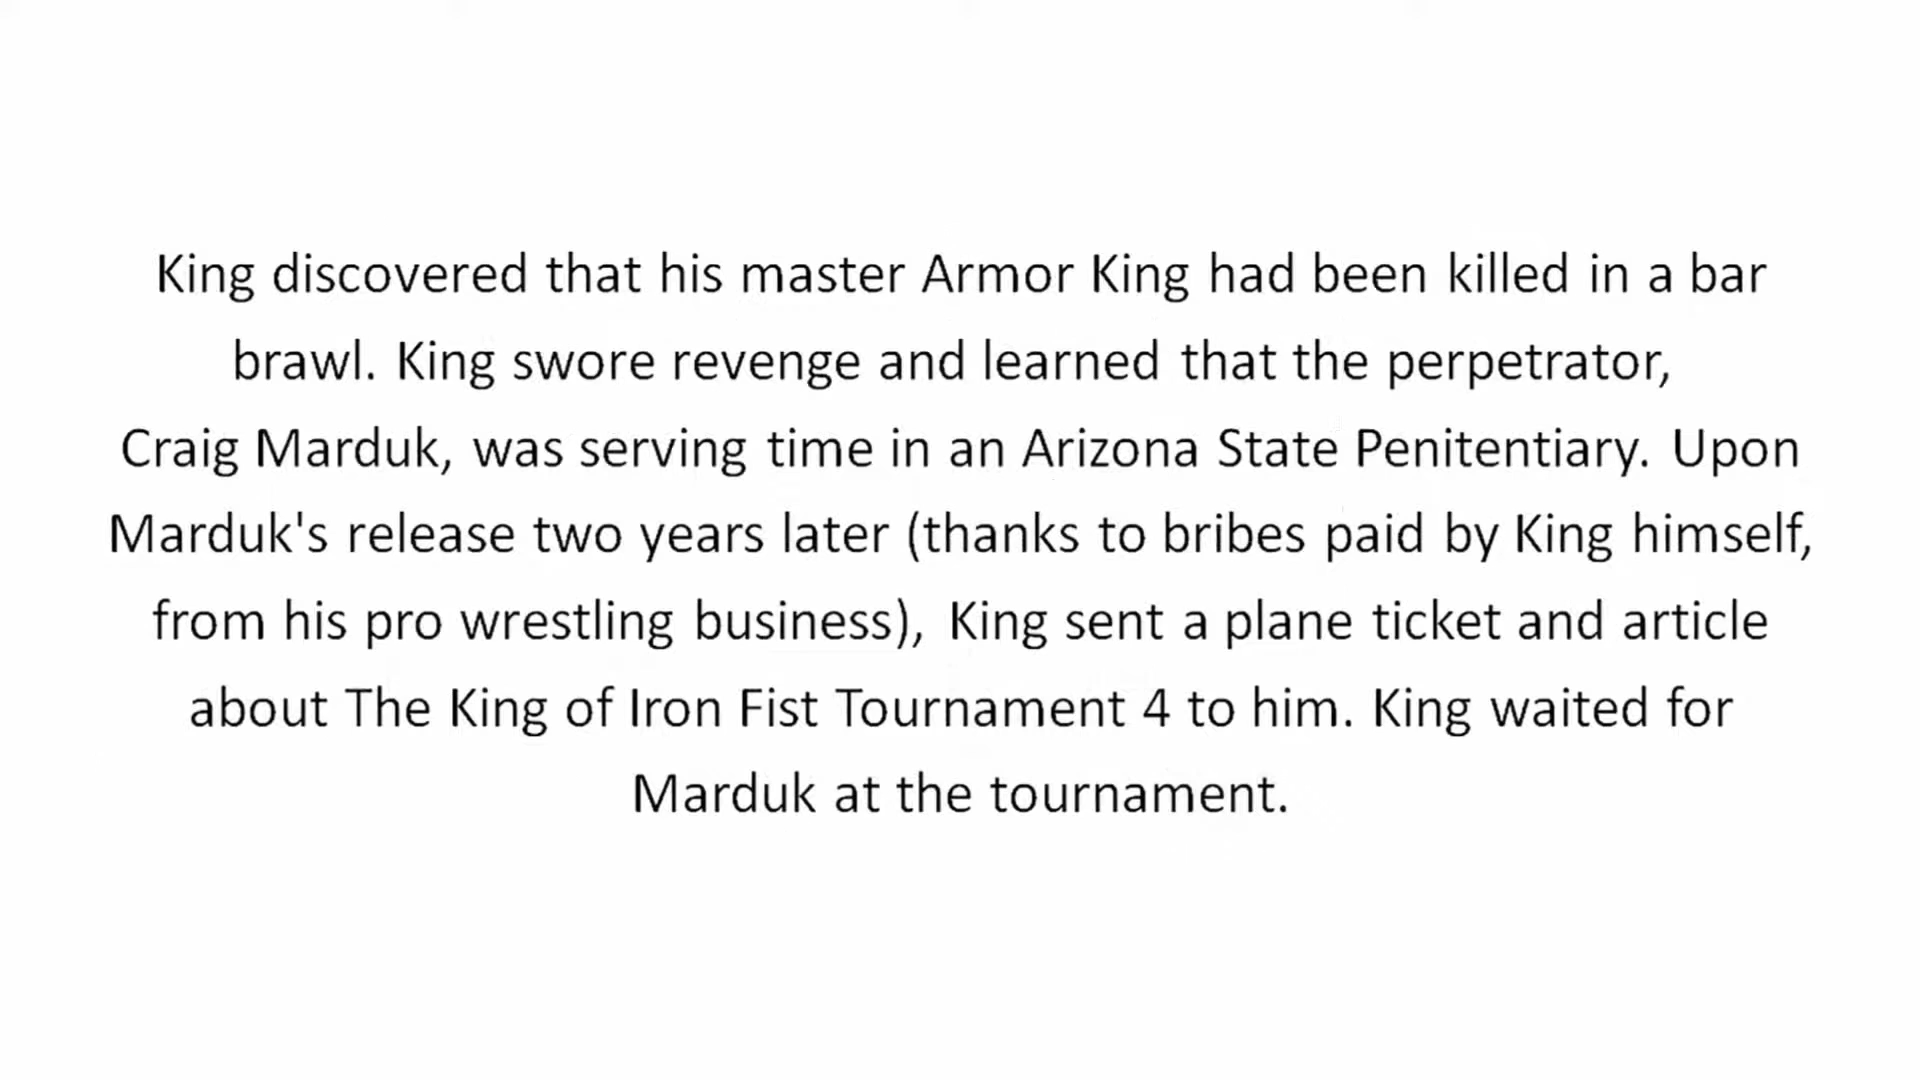 King discovered that his master Armor King had been killed in a bar
brawl. King swore revenge and learned that the perpetrator,
Craig Marduk, was serving time in an Arizona State Penitentiary. Upon
Marduk's release two years later (thanks to bribes paid by King himself,
from his pro wrestling business), King sent a plane ticket and article
about The King of Iron Fist Tournament 4 to him. King waited for
Marduk at the tournament.